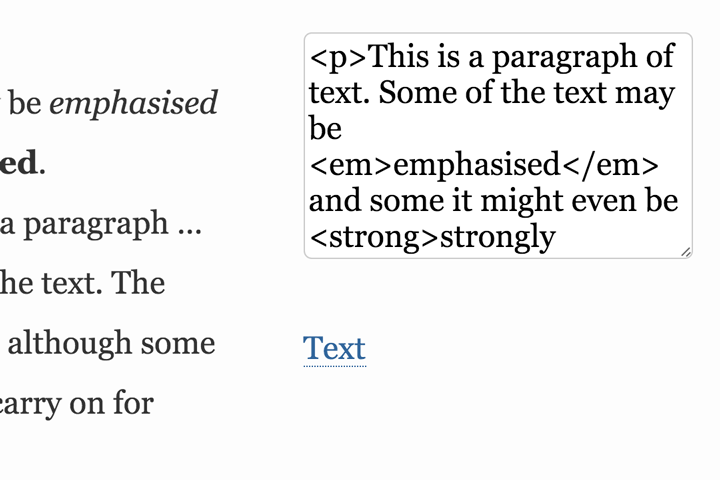 be emphasised
ed.
a paragraph ...
he text. The
although some
carry on for
<p>This is a paragraph of
text. Some of the text may
be
<em>emphasised</em>
and some it might even be
<strong>strongly
Text